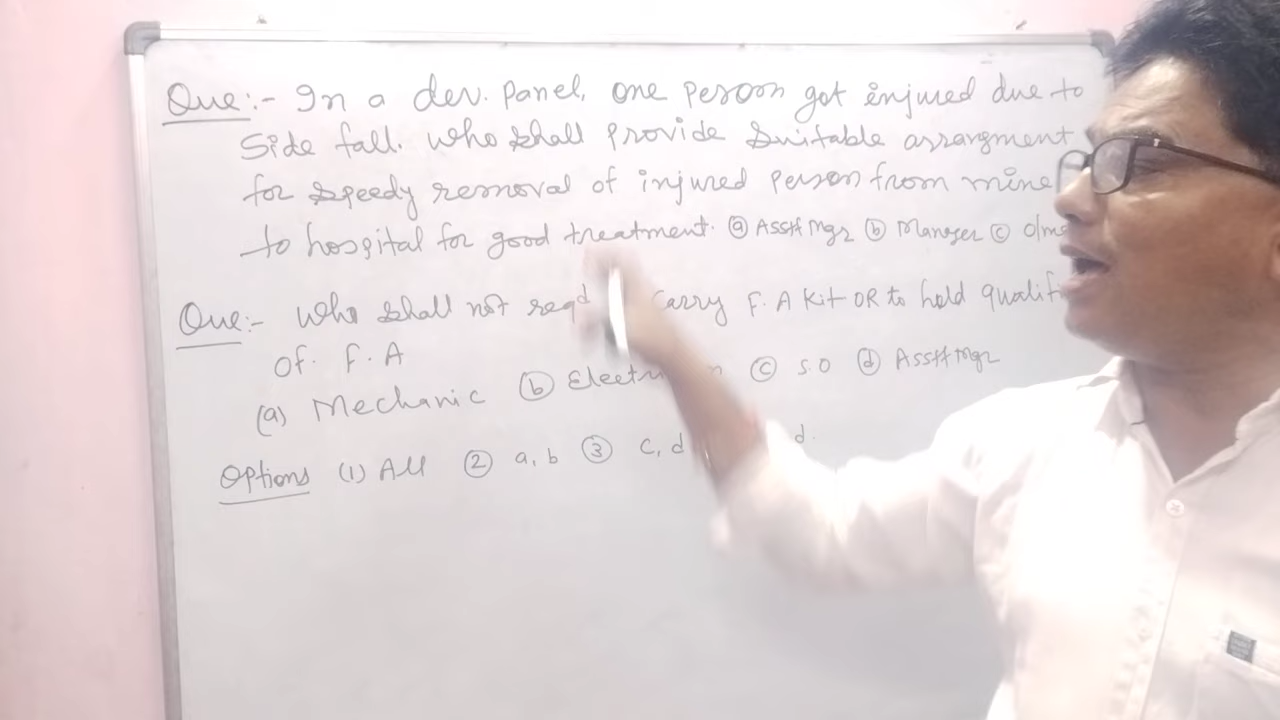 Que:- In a dev. panel, one person got injured due to
Side fall. Who shall provide suitable arrangment
for speedy removal of injured person from mine
to hospital for good treatment. (a) Asstt Mgr (b) Manager (c) o/m
Que:- Who shall not reqd carry F. A Kit OR to hold
of. F. A
(a) Mechanic (b) (c) S.O (d) Asstt Mgr
Options (1) All (2) a, b (3) c, d d.